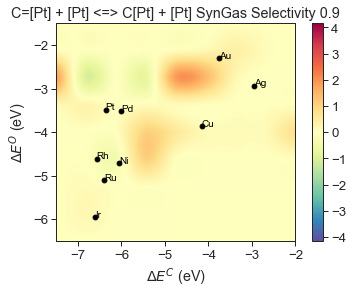 C=[Pt] + [Pt] <=> C[Pt] + [Pt] SynGas Selectivity 0.9
ΔE^O (eV)
−2
−3
−4
−5
−6
Au
Ag
Pt
Pd
Cu
Rh
Ni
Ru
Ir
−7
−6
−5
−4
−3
−2
ΔE^C (eV)
4
3
2
1
0
−1
−2
−3
−4